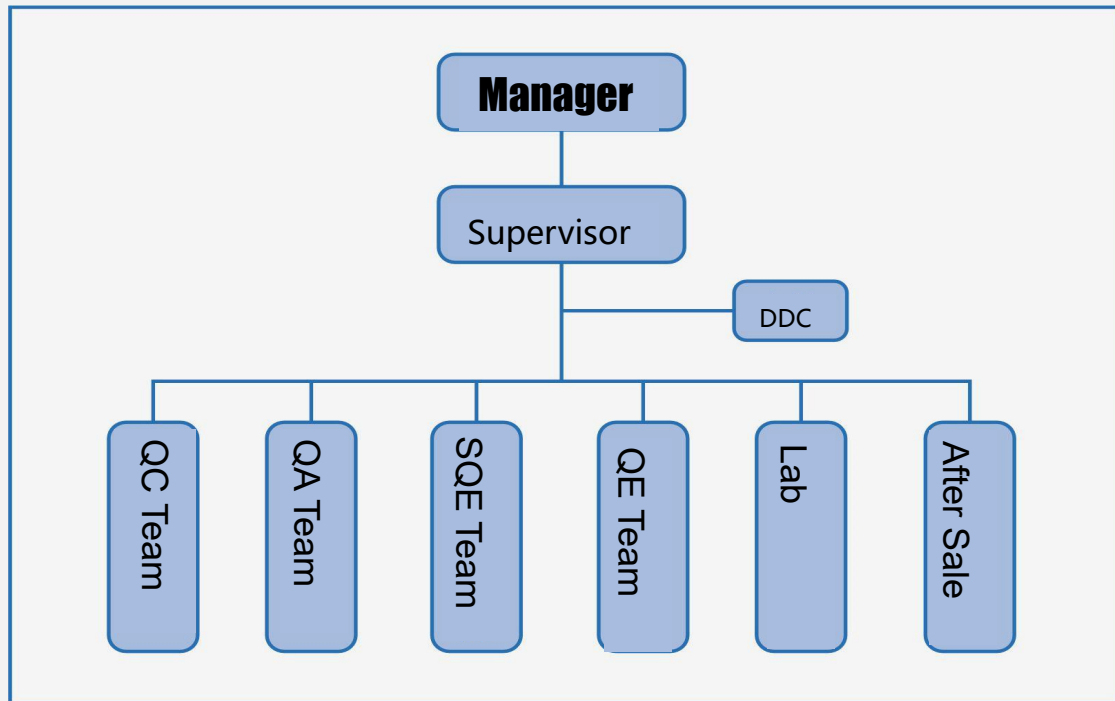 Manager
Supervisor
DDC
QC Team
QA Team
SQE Team
QE Team
Lab
After Sale